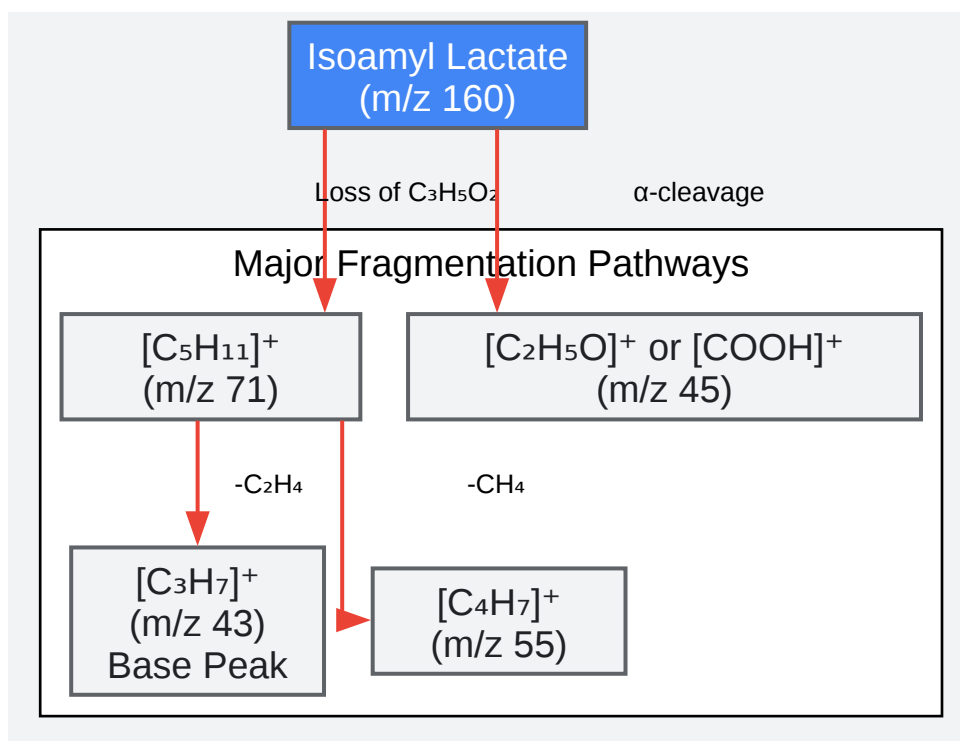 Isoamyl Lactate
(m/z 160)
Loss of C₃H₅O₂
α-cleavage
Major Fragmentation Pathways
[C₅H₁₁]⁺
(m/z 71)
[C₂H₅O]⁺ or [COOH]⁺
(m/z 45)
-C₂H₄
-CH₄
[C₃H₇]⁺
(m/z 43)
Base Peak
[C₄H₇]⁺
(m/z 55)